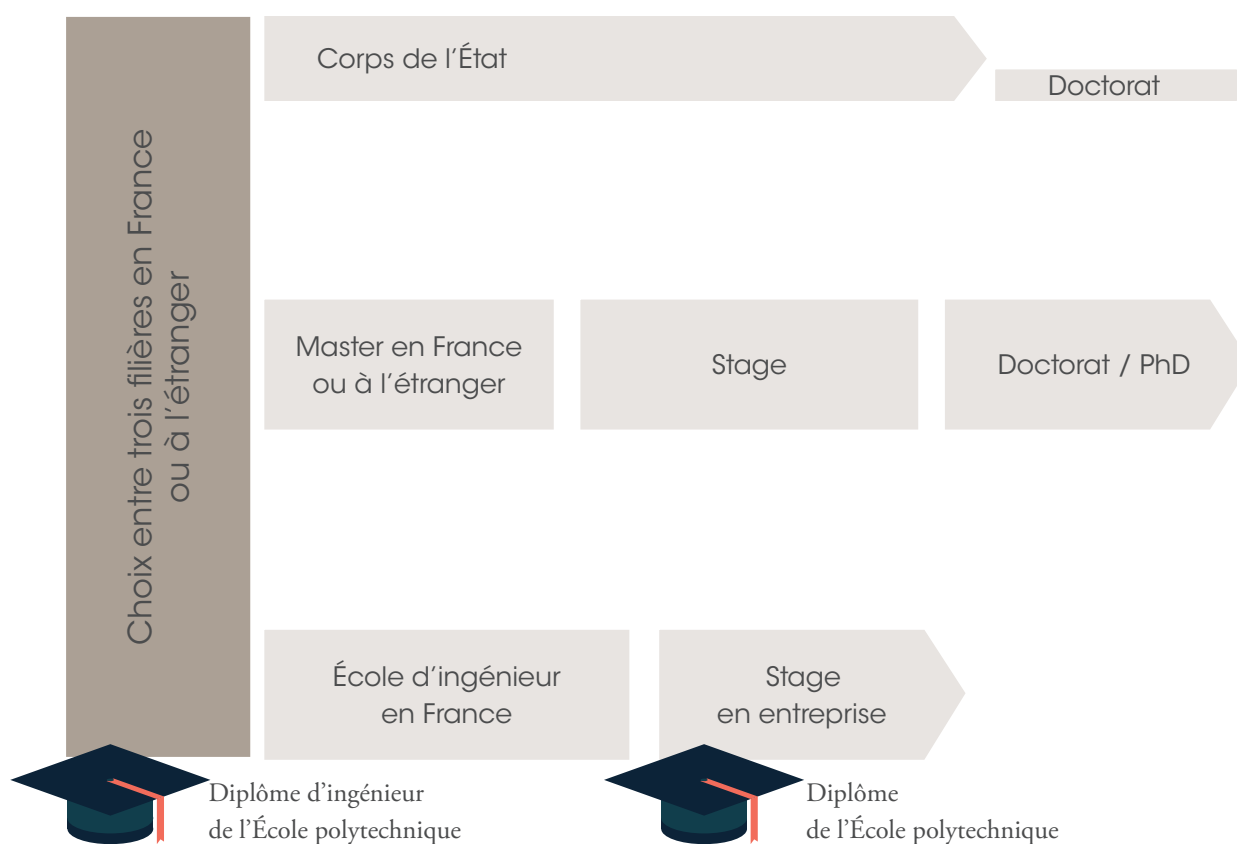 Corps de l'État
Doctorat
Choix entre trois filières en France
ou à l'étranger
Master en France
ou à l'étranger
Stage
Doctorat / PhD
École d'ingénieur
en France
Stage
en entreprise
Diplôme d'ingénieur
de l'École polytechnique
Diplôme
de l'École polytechnique